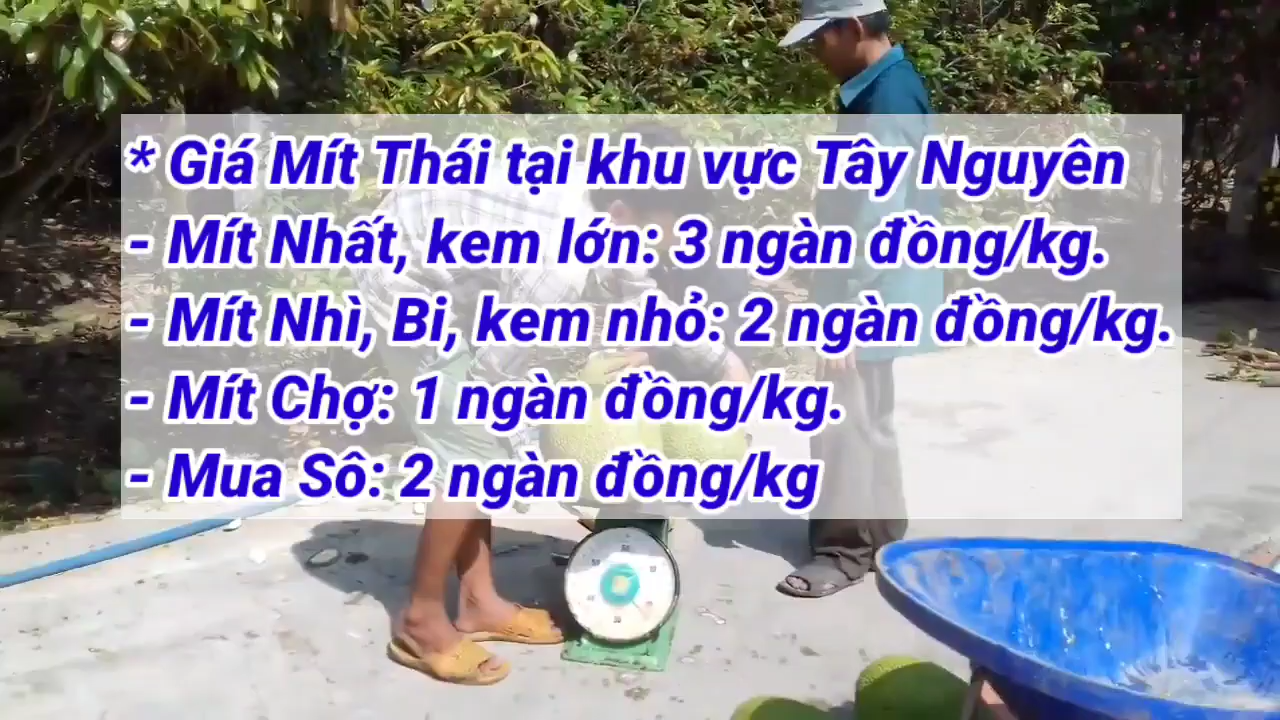 * Giá Mít Thái tại khu vực Tây Nguyên
- Mít Nhất, kem lớn: 3 ngàn đồng/kg.
- Mít Nhì, Bi, kem nhỏ: 2 ngàn đồng/kg.
- Mít Chợ: 1 ngàn đồng/kg.
- Mua Sô: 2 ngàn đồng/kg